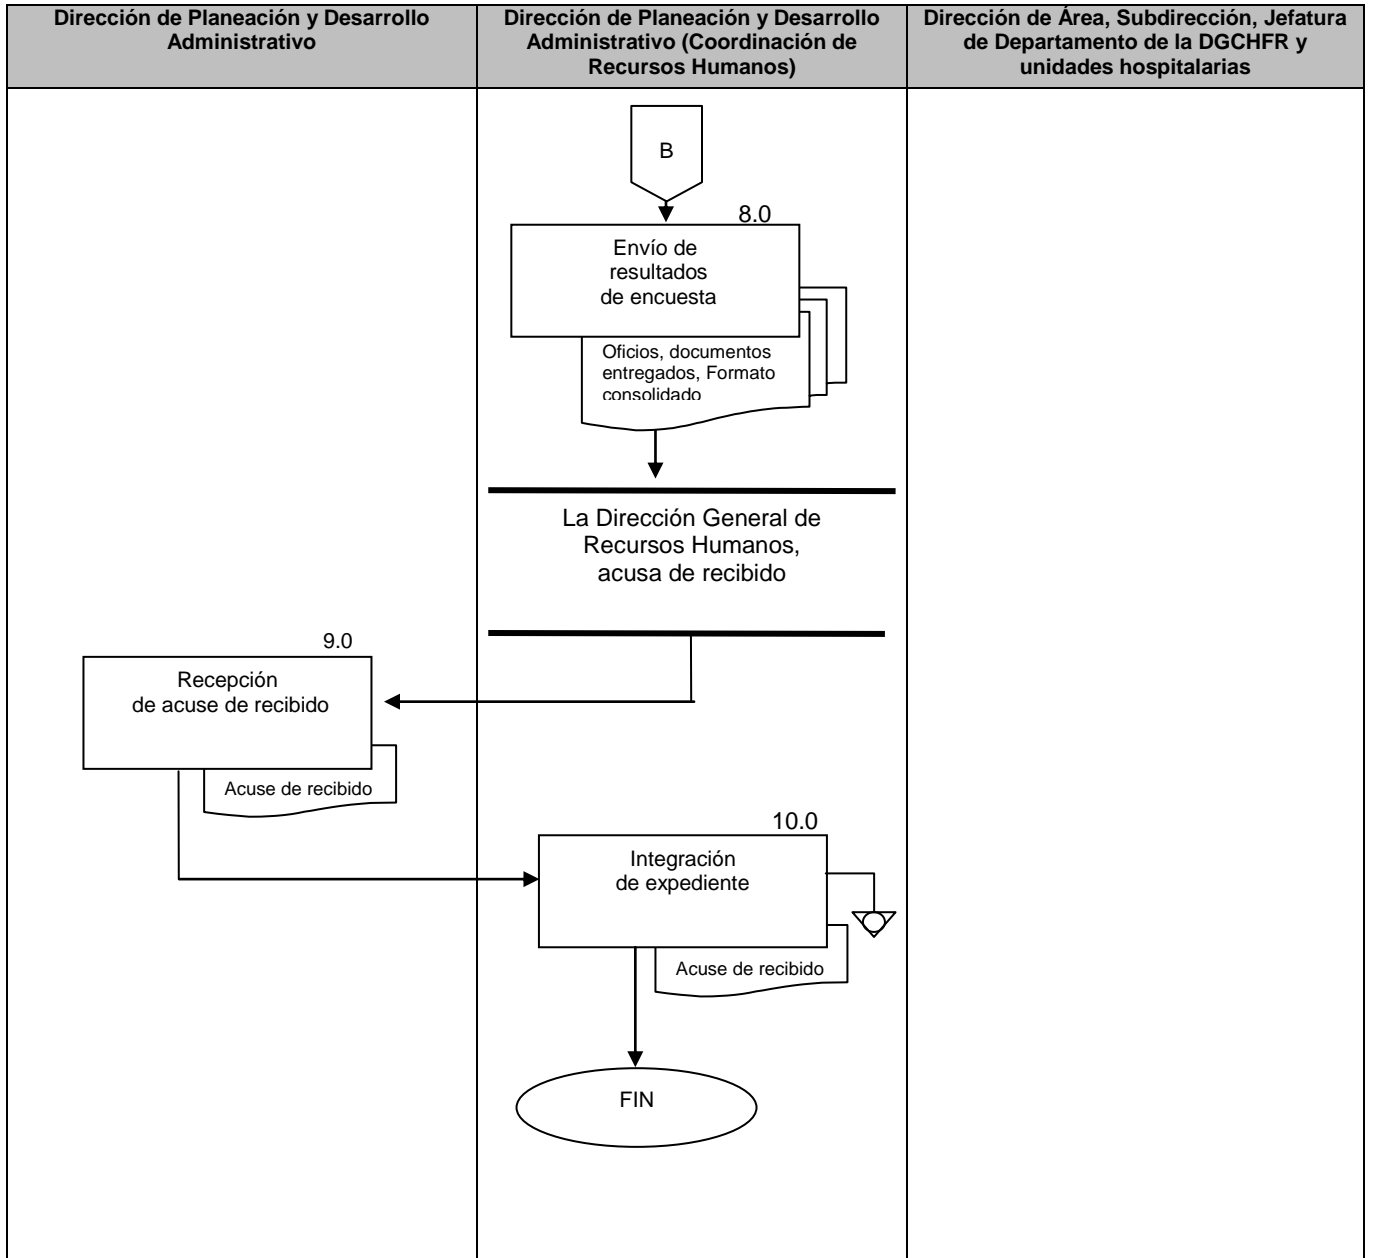 Dirección de Planeación y Desarrollo
Administrativo
Dirección de Planeación y Desarrollo
Administrativo (Coordinación de
Recursos Humanos)
Dirección de Área, Subdirección, Jefatura
de Departamento de la DGCHFR y
unidades hospitalarias
B
8.0
Envío de
resultados
de encuesta
Oficios, documentos
entregados, Formato
consolidado
La Dirección General de
Recursos Humanos,
acusa de recibido
9.0
Recepción
de acuse de recibido
Acuse de recibido
10.0
Integración
de expediente
Acuse de recibido
FIN